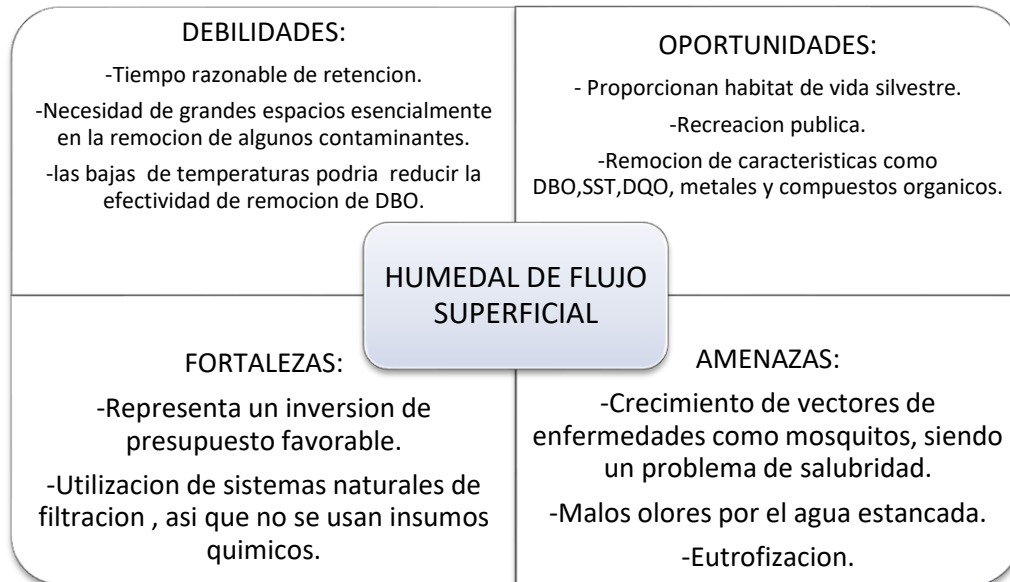 DEBILIDADES:
-Tiempo razonable de retencion.
-Necesidad de grandes espacios esencialmente
en la remocion de algunos contaminantes.
-las bajas de temperaturas podria reducir la
efectividad de remocion de DBO.
OPORTUNIDADES:
- Proporcionan habitat de vida silvestre.
-Recreacion publica.
-Remocion de caracteristicas como
DBO,SST,DQO, metales y compuestos organicos.
HUMEDAL DE FLUJO
SUPERFICIAL
FORTALEZAS:
-Representa un inversion de
presupuesto favorable.
-Utilizacion de sistemas naturales de
filtracion , asi que no se usan insumos
quimicos.
AMENAZAS:
-Crecimiento de vectores de
enfermedades como mosquitos, siendo
un problema de salubridad.
-Malos olores por el agua estancada.
-Eutrofizacion.